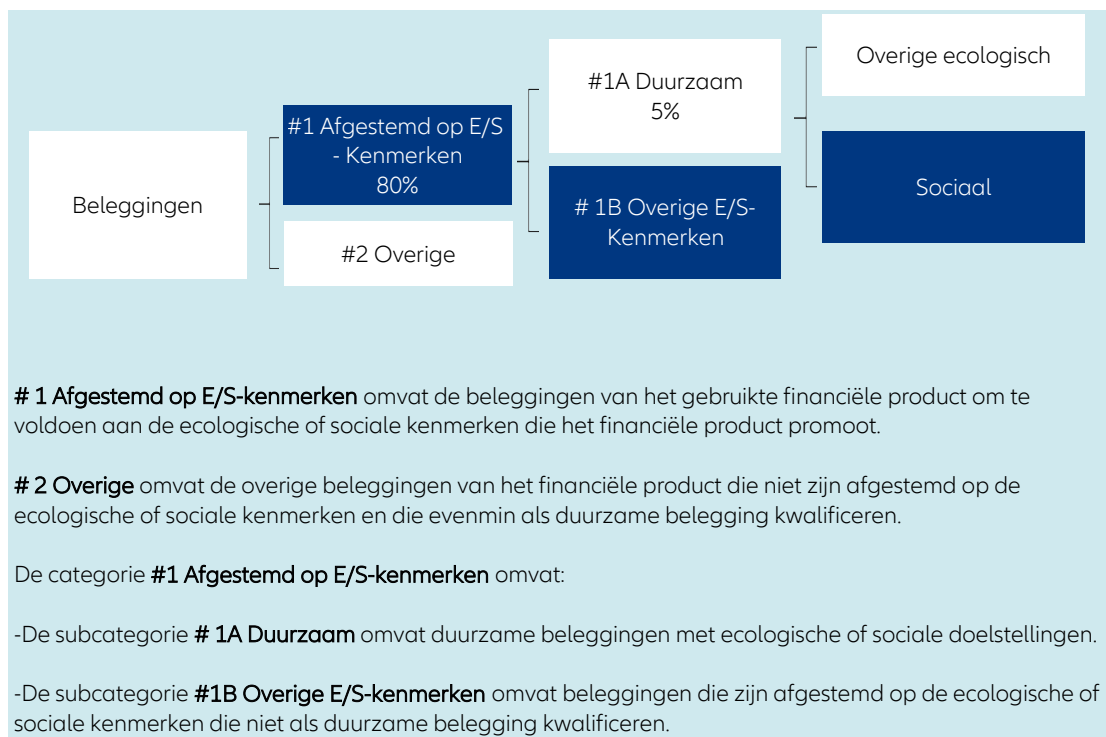 Beleggingen
#1 Afgestemd op E/S
- Kenmerken
80%
#2 Overige
#1A Duurzaam
5%
# 1B Overige E/S-
Kenmerken
Overige ecologisch
Sociaal
# 1 Afgestemd op E/S-kenmerken omvat de beleggingen van het gebruikte financiële product om te
voldoen aan de ecologische of sociale kenmerken die het financiële product promoot.
# 2 Overige omvat de overige beleggingen van het financiële product die niet zijn afgestemd op de
ecologische of sociale kenmerken en die evenmin als duurzame belegging kwalificeren.
De categorie #1 Afgestemd op E/S-kenmerken omvat:
-De subcategorie # 1A Duurzaam omvat duurzame beleggingen met ecologische of sociale doelstellingen.
-De subcategorie #1B Overige E/S-kenmerken omvat beleggingen die zijn afgestemd op de ecologische of
sociale kenmerken die niet als duurzame belegging kwalificeren.